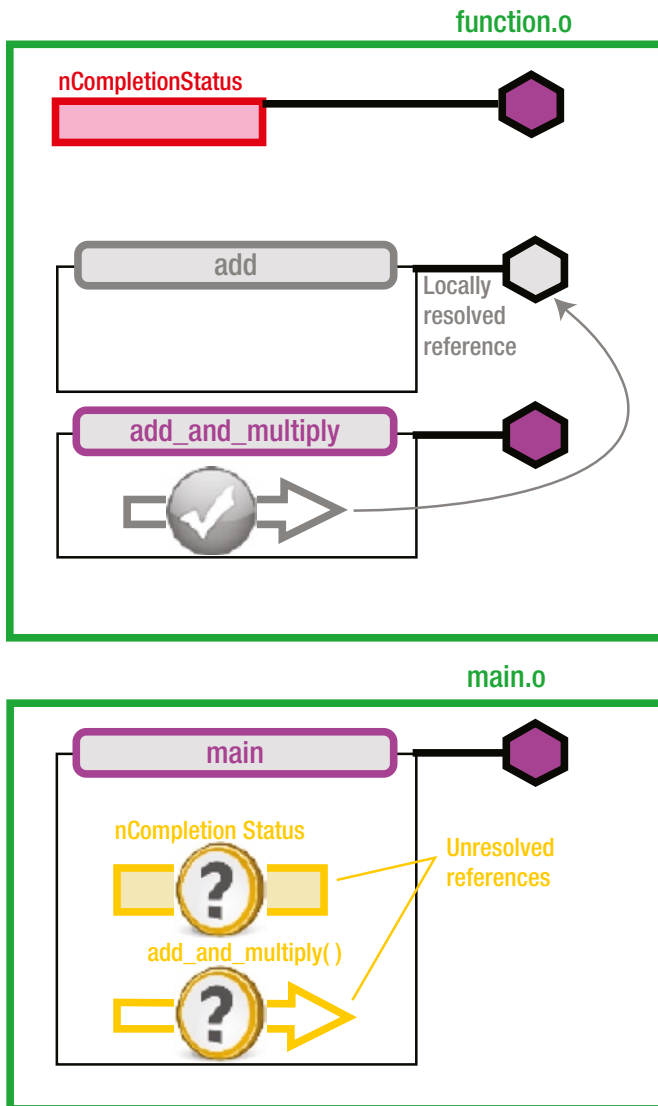 function.o
nCompletionStatus
add
Locally
resolved
reference
add_and_multiply
main.o
main
nCompletion Status
Unresolved
references
?
add_and_multiply( )
?